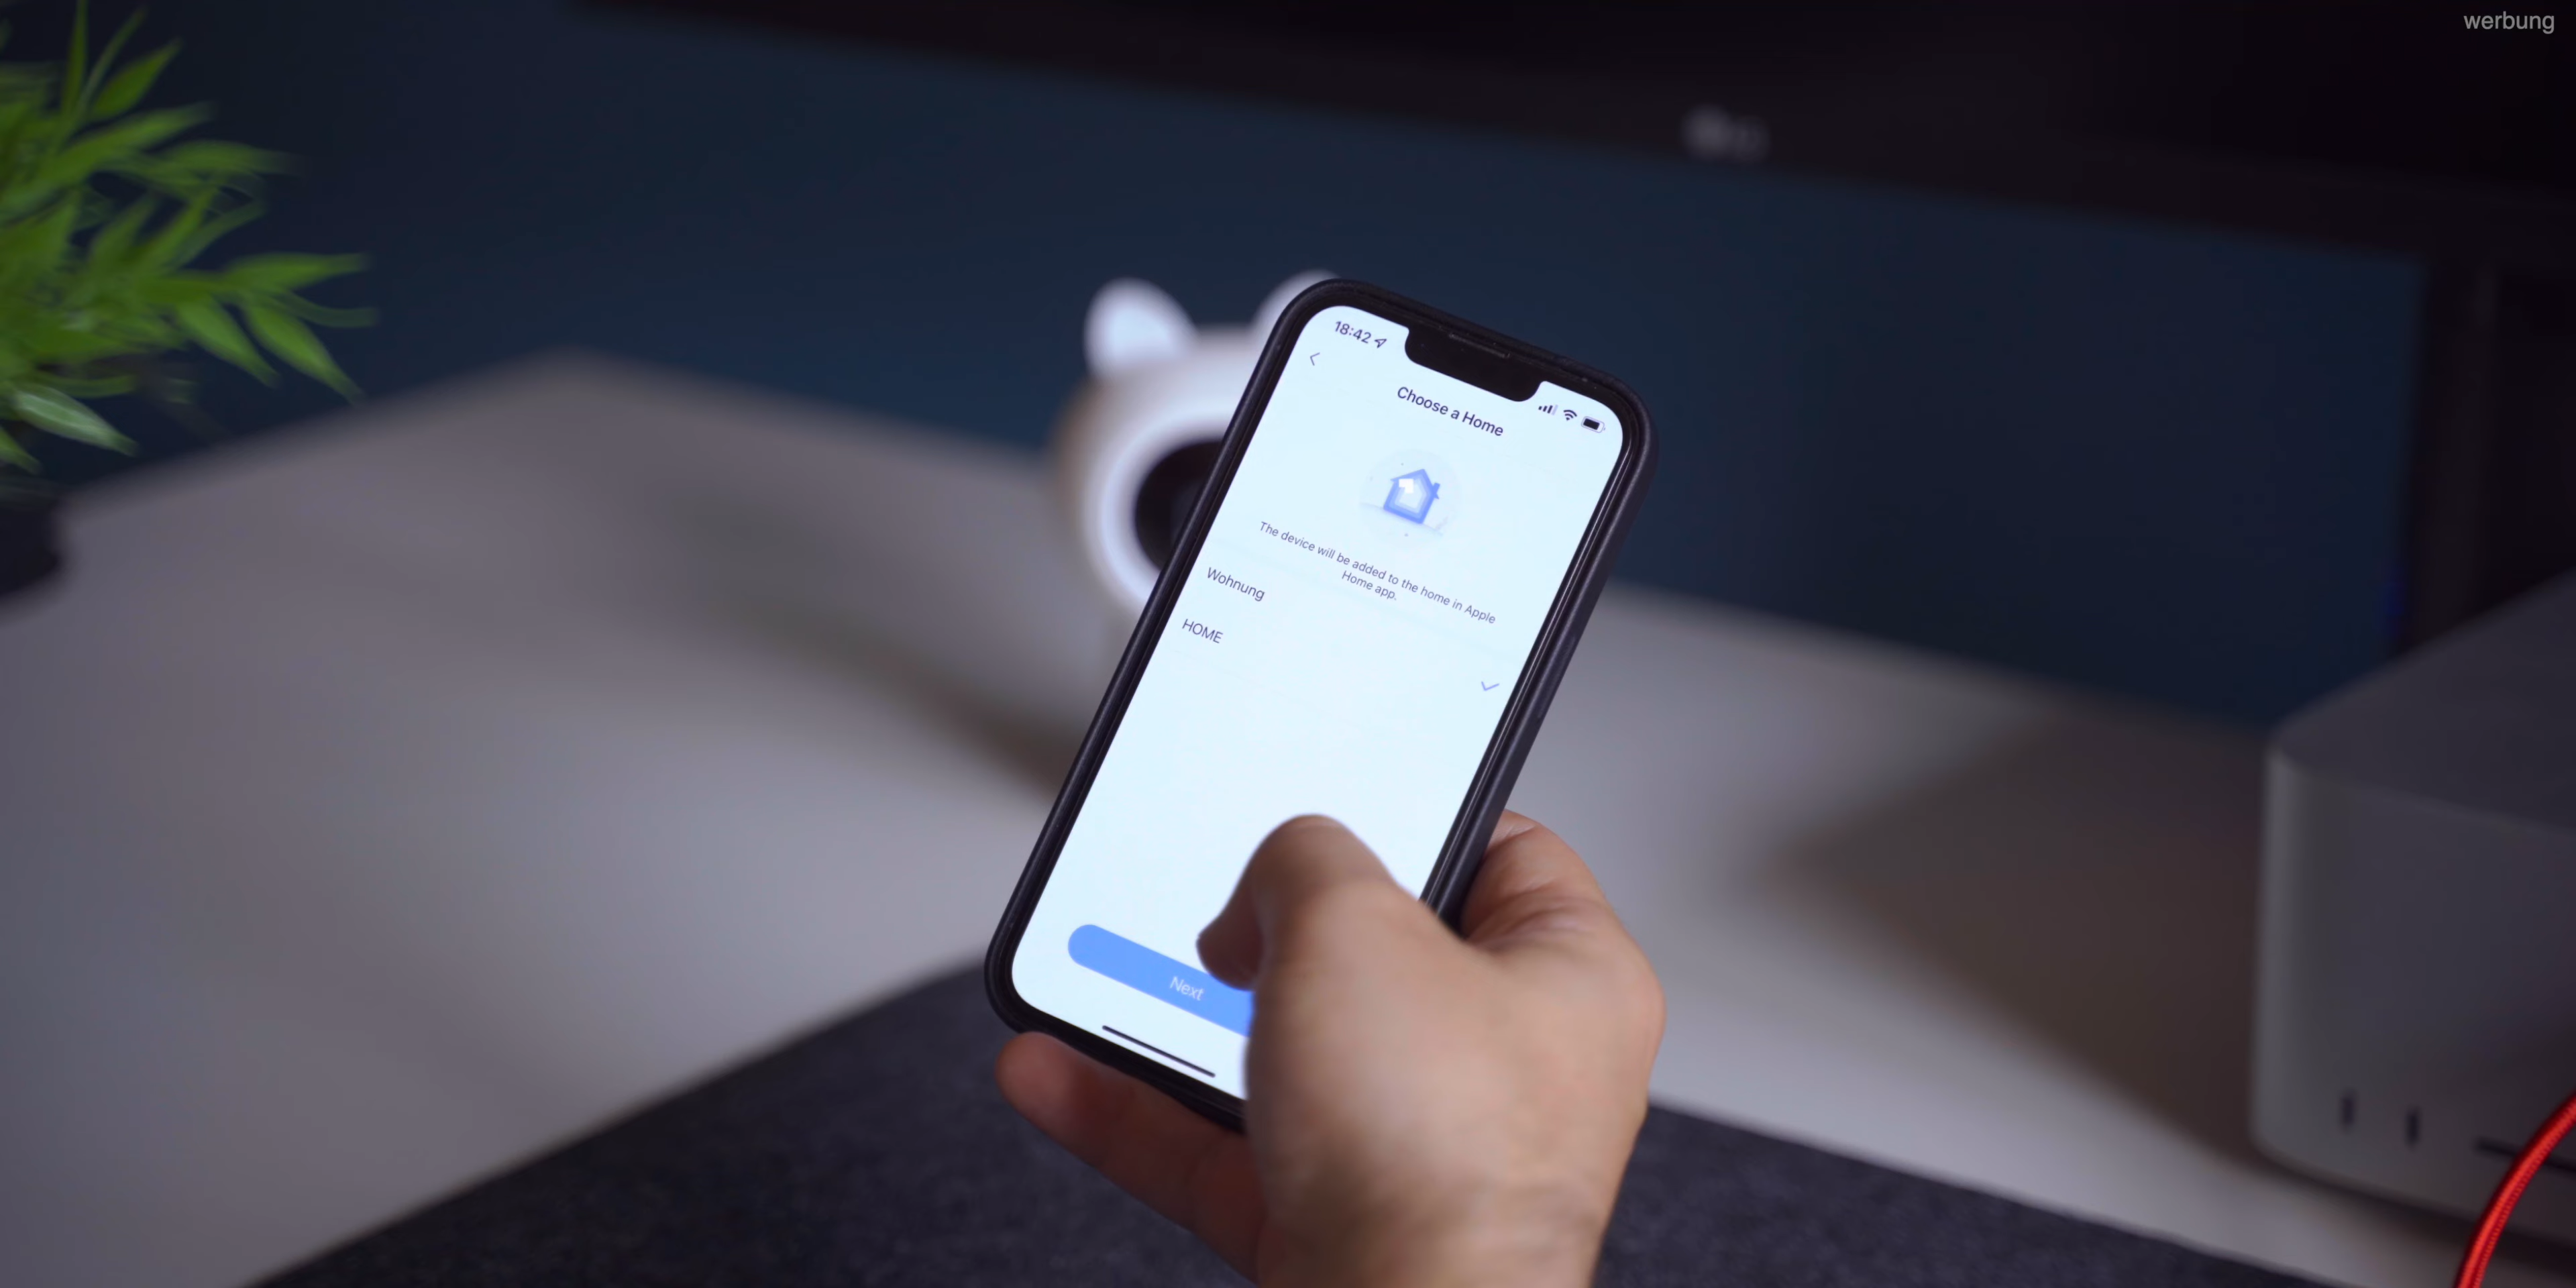 werbung
18:42
Choose a Home
The device will be added to the home in Apple
Home app.
Wohnung
HOME
Next